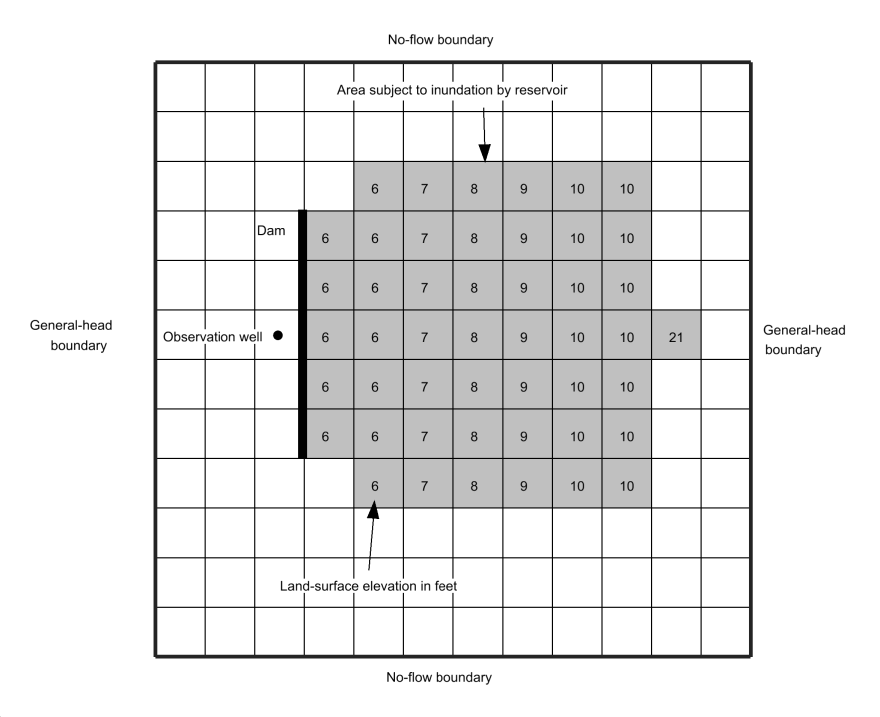 No-flow boundary
Area subject to inundation by reservoir
6 7 8 9 10 10
Dam
6 6 7 8 9 10 10
6 6 7 8 9 10 10
General-head
boundary
Observation well
6 6 7 8 9 10 10 21
General-head
boundary
6 6 7 8 9 10 10
6 6 7 8 9 10 10
6 7 8 9 10 10
Land-surface elevation in feet
No-flow boundary